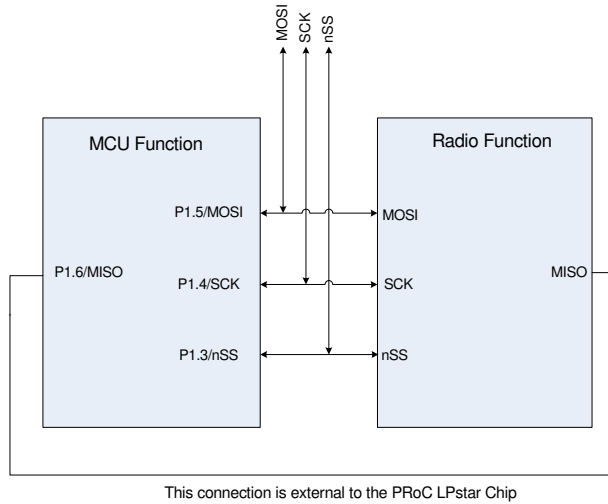 MOSI
SCK
nSS
MCU Function
Radio Function
P1.5/MOSI
MOSI
P1.6/MISO
P1.4/SCK
SCK
MISO
P1.3/nSS
nSS
This connection is external to the PRoC LPstar Chip